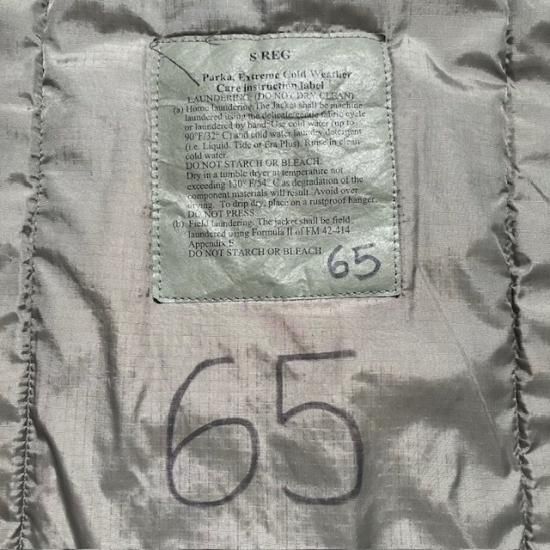 S REG
Parka, Extreme Cold Weather
Care instruction label
LAUNDERING: (DO NOT DRY CLEAN)
(a) Home laundering. The Jacket shall be machine
laundered using the delicate/gentle fabric cycle
or laundered by hand. Use cold water (up to
90°F/32° C) and cold water laundry detergent
(i.e. Liquid. Tide or Era Plus). Rinse in clean
cold water.
DO NOT STARCH OR BLEACH.
Dry in a tumble dryer at temperature not
exceeding 130° F/54° C as degradation of the
component materials will result. Avoid over
drying. To drip dry, place on a rustproof hanger.
DO NOT PRESS
(b) Field laundering. The jacket shall be field
laundered using Formula II of FM 42-414
Appendix E
DO NOT STARCH OR BLEACH
65
65